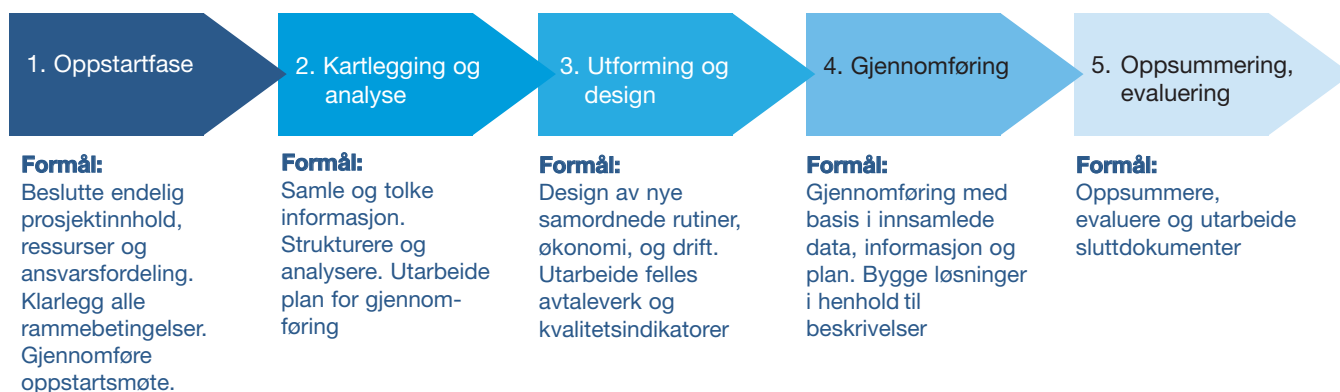 1. Oppstartfase
2. Kartlegging og
analyse
3. Utforming og
design
4. Gjennomføring
5. Oppsummering,
evaluering
Formål:
Beslutte endelig
prosjektinnhold,
ressurser og
ansvarsfordeling.
Klarlegg alle
rammebetingelser.
Gjennomføre
oppstartsmøte.
Formål:
Samle og tolke
informasjon.
Strukturere og
analysere. Utarbeide
plan for gjennom-
føring
Formål:
Design av nye
samordnede rutiner,
økonomi, og drift.
Utarbeide felles
avtaleverk og
kvalitetsindikatorer
Formål:
Gjennomføring med
basis i innsamlede
data, informasjon og
plan. Bygge løsninger
i henhold til
beskrivelser
Formål:
Oppsummere,
evaluere og utarbeide
sluttdokumenter